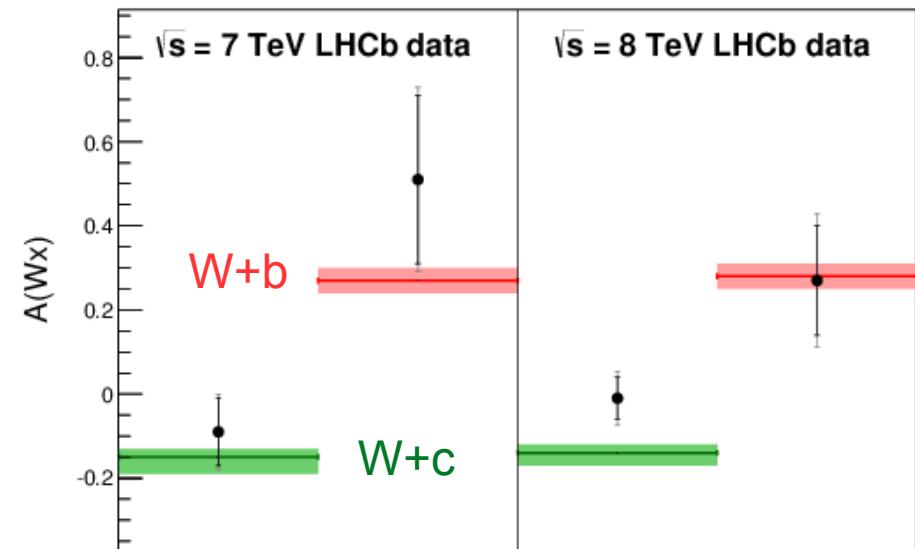 √s = 7 TeV LHCb data
√s = 8 TeV LHCb data
A(Wx)
0.8
0.6
0.4
0.2
0
-0.2
W+b
W+c